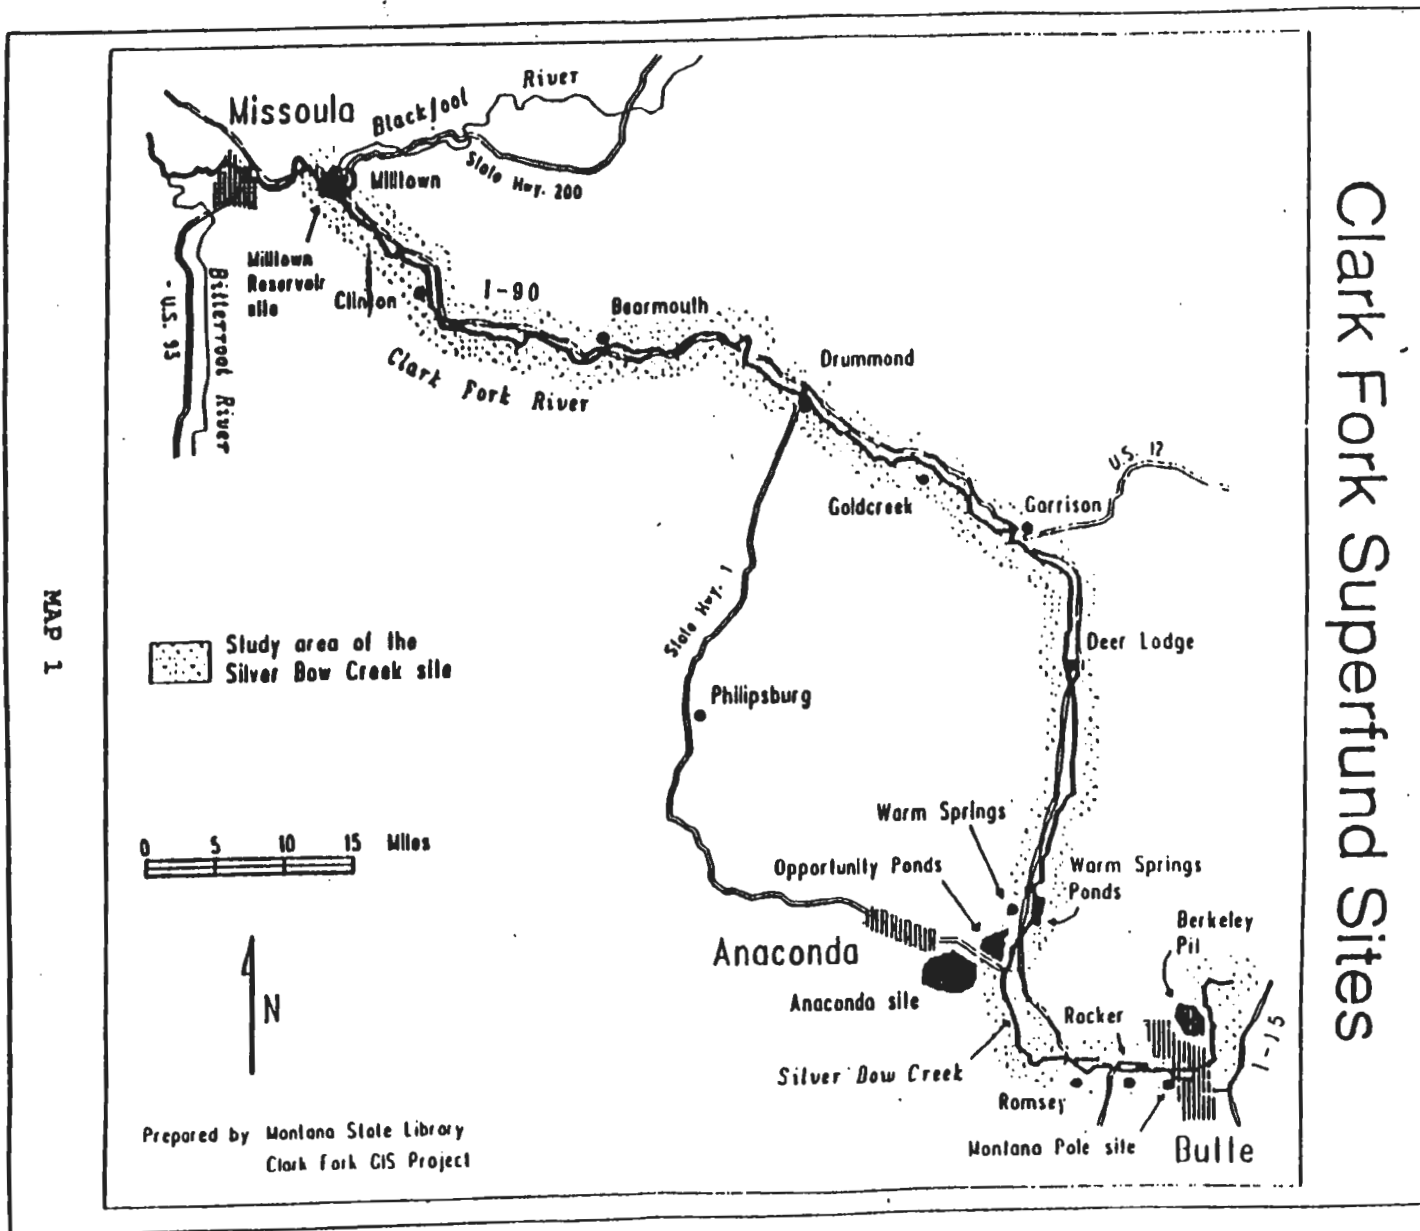 Clark Fork Superfund Sites
MAP 1
Missoula
Blackfoot
River
State Hwy. 200
Milltown
Milltown
Reservoir
site
Clinton
I-90
Bearmouth
Clark Fork River
Bitterroot River
U.S. 93
Drummond
U.S. 12
Goldcreek
Garrison
State Hwy. 1
Deer Lodge
Study area of the
Silver Bow Creek site
Philipsburg
Warm Springs
Opportunity Ponds
Warm Springs
Ponds
0 5 10 15 Miles
Berkeley
Pit
Anaconda
Anaconda site
N
Rocker
I-15
Silver Bow Creek
Ramsey
Montana Pole site
Butte
Prepared by Montana State Library
Clark Fork GIS Project